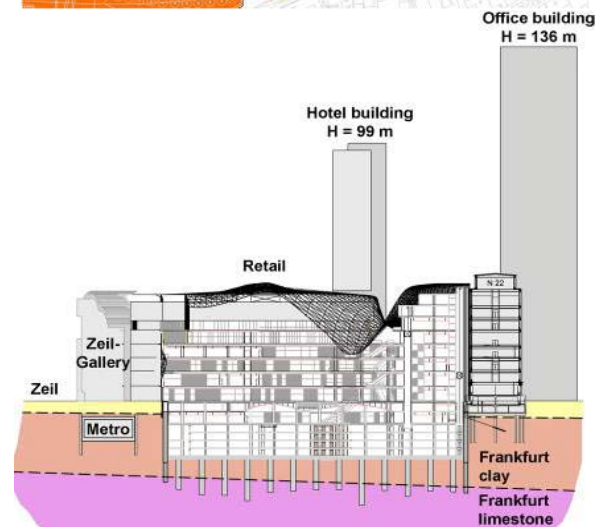 Office building
H = 136 m
Hotel building
H = 99 m
Retail
N 22
Zeil-
Gallery
Zeil
Metro
Frankfurt
clay
Frankfurt
limestone